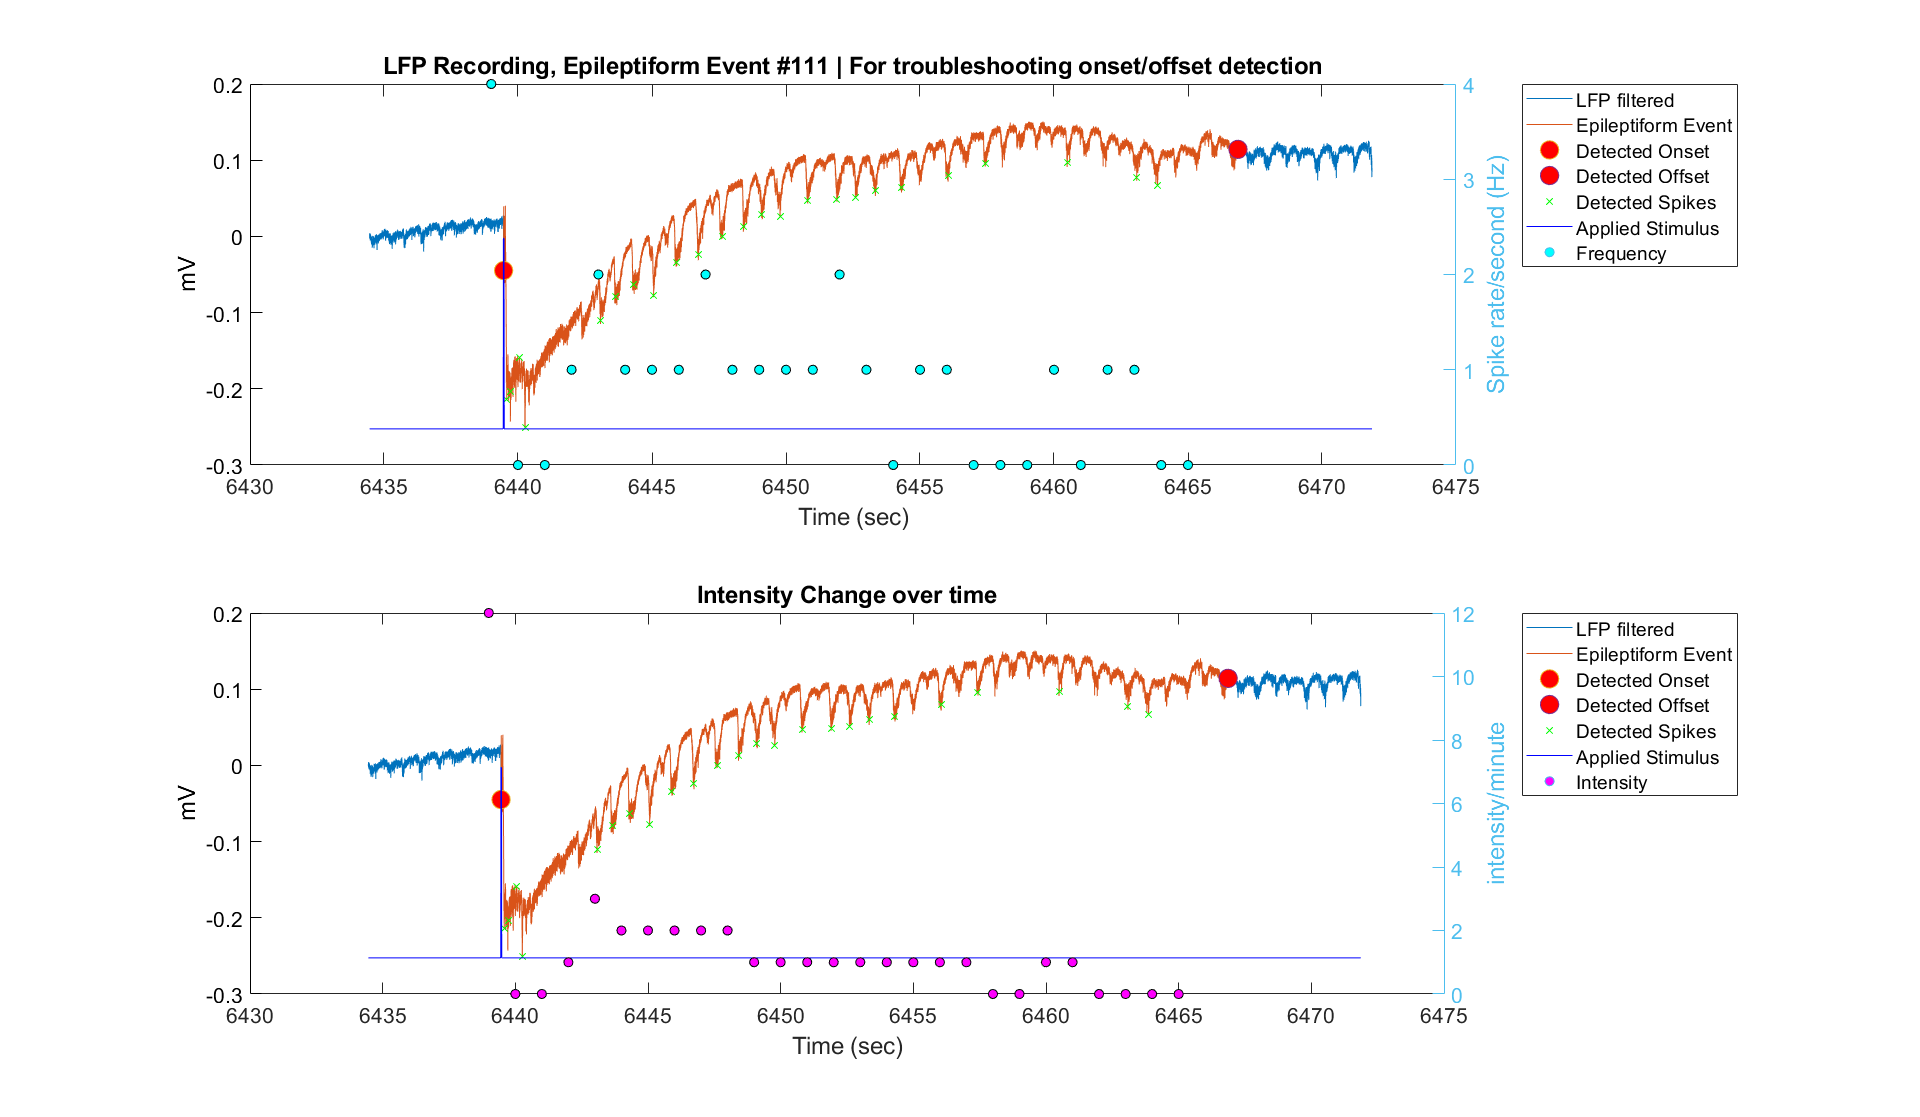 LFP Recording, Epileptiform Event #111 | For troubleshooting onset/offset detection
0.2
0.1
0
-0.1
-0.2
-0.3
mV
6430 6435 6440 6445 6450 6455 6460 6465 6470 6475
Time (sec)
4
3
2
1
0
Spike rate/second (Hz)
LFP filtered
Epileptiform Event
Detected Onset
Detected Offset
Detected Spikes
Applied Stimulus
Frequency
Intensity Change over time
0.2
0.1
0
-0.1
-0.2
-0.3
mV
6430 6435 6440 6445 6450 6455 6460 6465 6470 6475
Time (sec)
12
10
8
6
4
2
0
intensity/minute
LFP filtered
Epileptiform Event
Detected Onset
Detected Offset
Detected Spikes
Applied Stimulus
Intensity